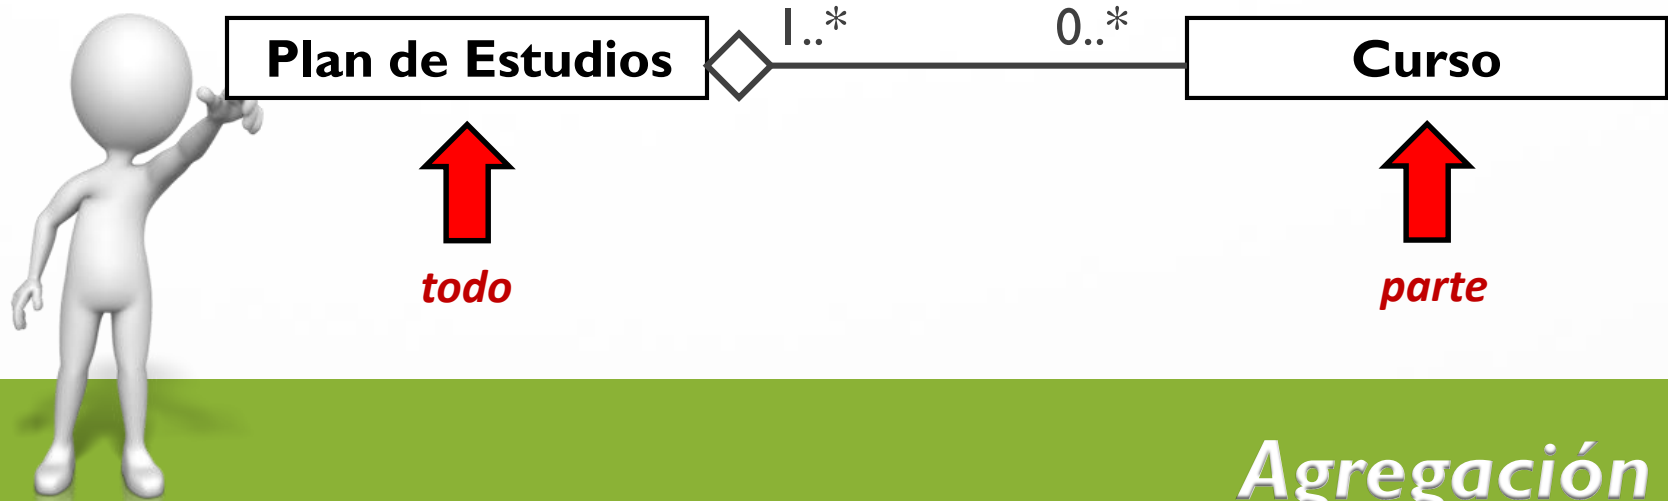 1..* 0..*
Plan de Estudios Curso
todo parte
Agregación